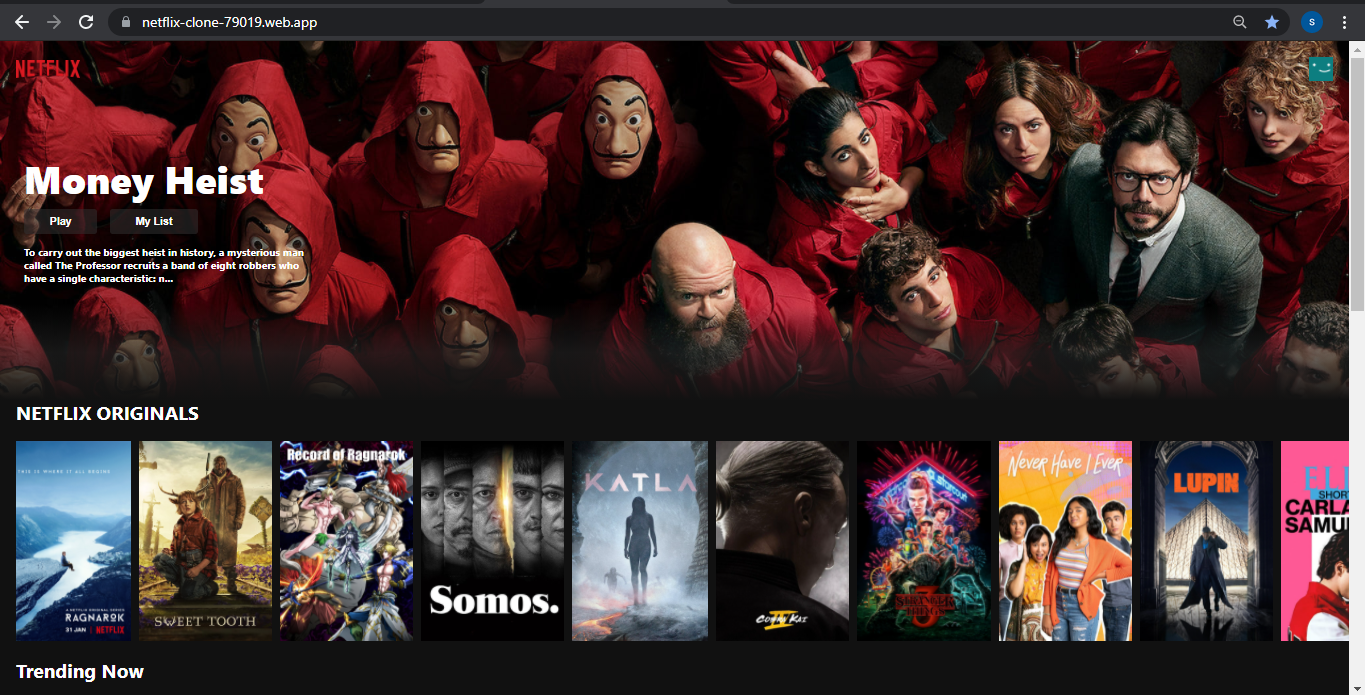 netflix-clone-79019.web.app
S
NETFLIX
Money Heist
Play
My List
To carry out the biggest heist in history, a mysterious man
called The Professor recruits a band of eight robbers who
have a single characteristic: n...
NETFLIX ORIGINALS
THIS IS WHERE IT ALL BEGINS
A NETFLIX ORIGINAL SERIES
RAGNARÖK
31 JAN | NETFLIX
SWEET TOOTH
Record of Ragnarok
Somos.
KATLA
COBRA KAI
STRANGER
THINGS
3
NEVER HAVE I EVER
LUPIN
SHOR
CARLA
SAMU
Trending Now